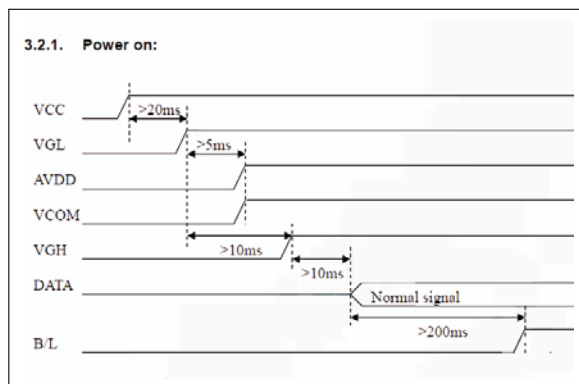 3.2.1. Power on:
VCC
>20ms
VGL
>5ms
AVDD
VCOM
VGH
>10ms
>10ms
DATA
Normal signal
>200ms
B/L